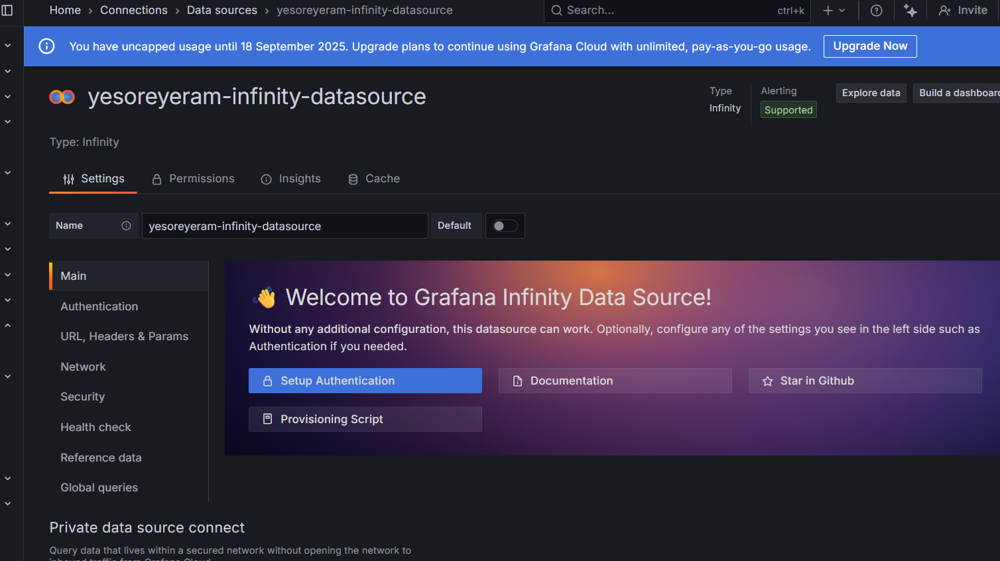 Home › Connections › Data sources › yesoreyeram-infinity-datasource
Search... ctrl+k
Invite
You have uncapped usage until 18 September 2025. Upgrade plans to continue using Grafana Cloud with unlimited, pay-as-you-go usage.
Upgrade Now
yesoreyeram-infinity-datasource
Type
Infinity
Alerting
Supported
Explore data
Build a dashboard
Type: Infinity
Settings
Permissions
Insights
Cache
Name
yesoreyeram-infinity-datasource
Default
Main
Authentication
URL, Headers & Params
Network
Security
Health check
Reference data
Global queries
👋 Welcome to Grafana Infinity Data Source!
Without any additional configuration, this datasource can work. Optionally, configure any of the settings you see in the left side such as
Authentication if you needed.
Setup Authentication
Documentation
Star in Github
Provisioning Script
Private data source connect
Query data that lives within a secured network without opening the network to
inbound traffic from Grafana Cloud